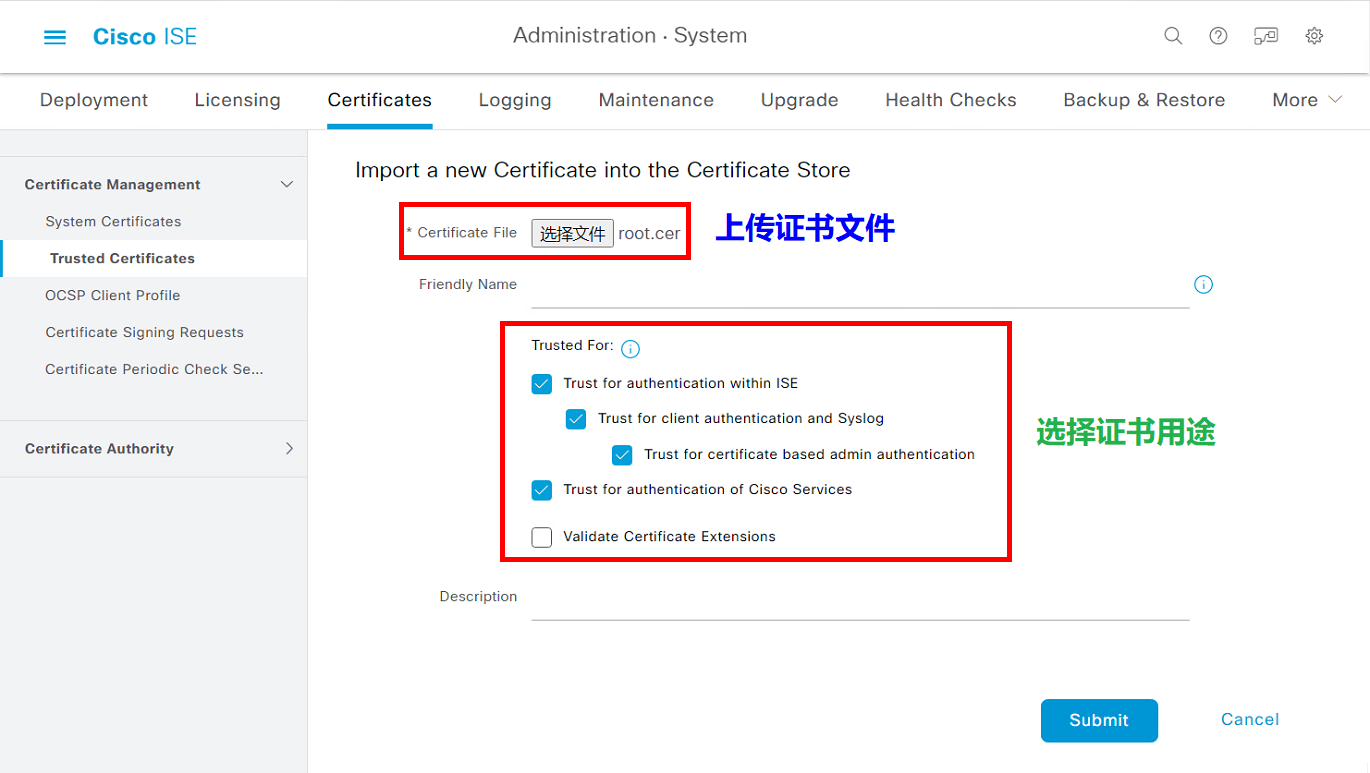 Cisco ISE
Administration · System
Deployment Licensing Certificates Logging Maintenance Upgrade Health Checks Backup & Restore More
Certificate Management
System Certificates
Trusted Certificates
OCSP Client Profile
Certificate Signing Requests
Certificate Periodic Check Se...
Certificate Authority
Import a new Certificate into the Certificate Store
* Certificate File 选择文件 root.cer
上传证书文件
Friendly Name
Trusted For:
Trust for authentication within ISE
Trust for client authentication and Syslog
Trust for certificate based admin authentication
Trust for authentication of Cisco Services
Validate Certificate Extensions
选择证书用途
Description
Submit Cancel